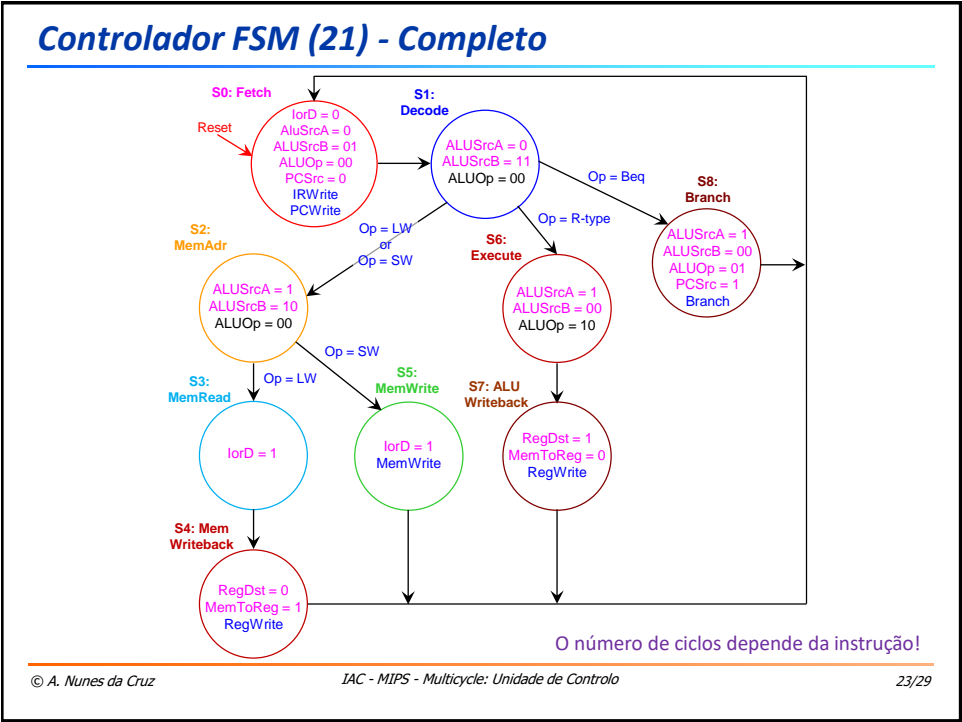 Controlador FSM (21) - Completo
S0: Fetch
Reset
IorD = 0
AluSrcA = 0
ALUSrcB = 01
ALUOp = 00
PCSrc = 0
IRWrite
PCWrite
S1:
Decode
ALUSrcA = 0
ALUSrcB = 11
ALUOp = 00
Op = Beq
S8:
Branch
ALUSrcA = 1
ALUSrcB = 00
ALUOp = 01
PCSrc = 1
Branch
Op = LW
or
Op = SW
Op = R-type
S2:
MemAdr
ALUSrcA = 1
ALUSrcB = 10
ALUOp = 00
S6:
Execute
ALUSrcA = 1
ALUSrcB = 00
ALUOp = 10
Op = SW
Op = LW
S3:
MemRead
IorD = 1
S5:
MemWrite
IorD = 1
MemWrite
S7: ALU
Writeback
RegDst = 1
MemToReg = 0
RegWrite
S4: Mem
Writeback
RegDst = 0
MemToReg = 1
RegWrite
O número de ciclos depende da instrução!
© A. Nunes da Cruz
IAC - MIPS - Multicycle: Unidade de Controlo
23/29